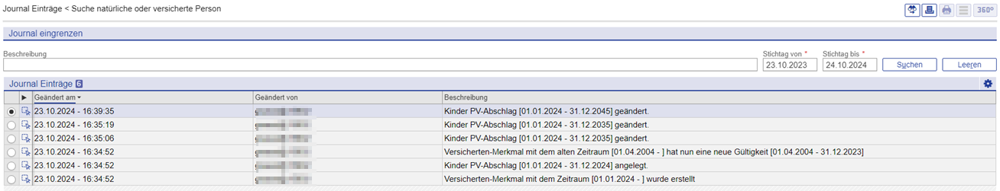 Journal Einträge < Suche natürliche oder versicherte Person
360°
Journal eingrenzen
Beschreibung
Stichtag von *
Stichtag bis *
23.10.2023
24.10.2024
Suchen
Leeren
Journal Einträge 6
Geändert am
Geändert von
Beschreibung
23.10.2024 - 16:39:35
Kinder PV-Abschlag [01.01.2024 - 31.12.2045] geändert.
23.10.2024 - 16:35:19
Kinder PV-Abschlag [01.01.2024 - 31.12.2035] geändert.
23.10.2024 - 16:35:06
Kinder PV-Abschlag [01.01.2024 - 31.12.2035] geändert.
23.10.2024 - 16:34:52
Versicherten-Merkmal mit dem alten Zeitraum [01.04.2004 - ] hat nun eine neue Gültigkeit [01.04.2004 - 31.12.2023]
23.10.2024 - 16:34:52
Kinder PV-Abschlag [01.01.2024 - 31.12.2024] angelegt.
23.10.2024 - 16:34:52
Versicherten-Merkmal mit dem Zeitraum [01.01.2024 - ] wurde erstellt